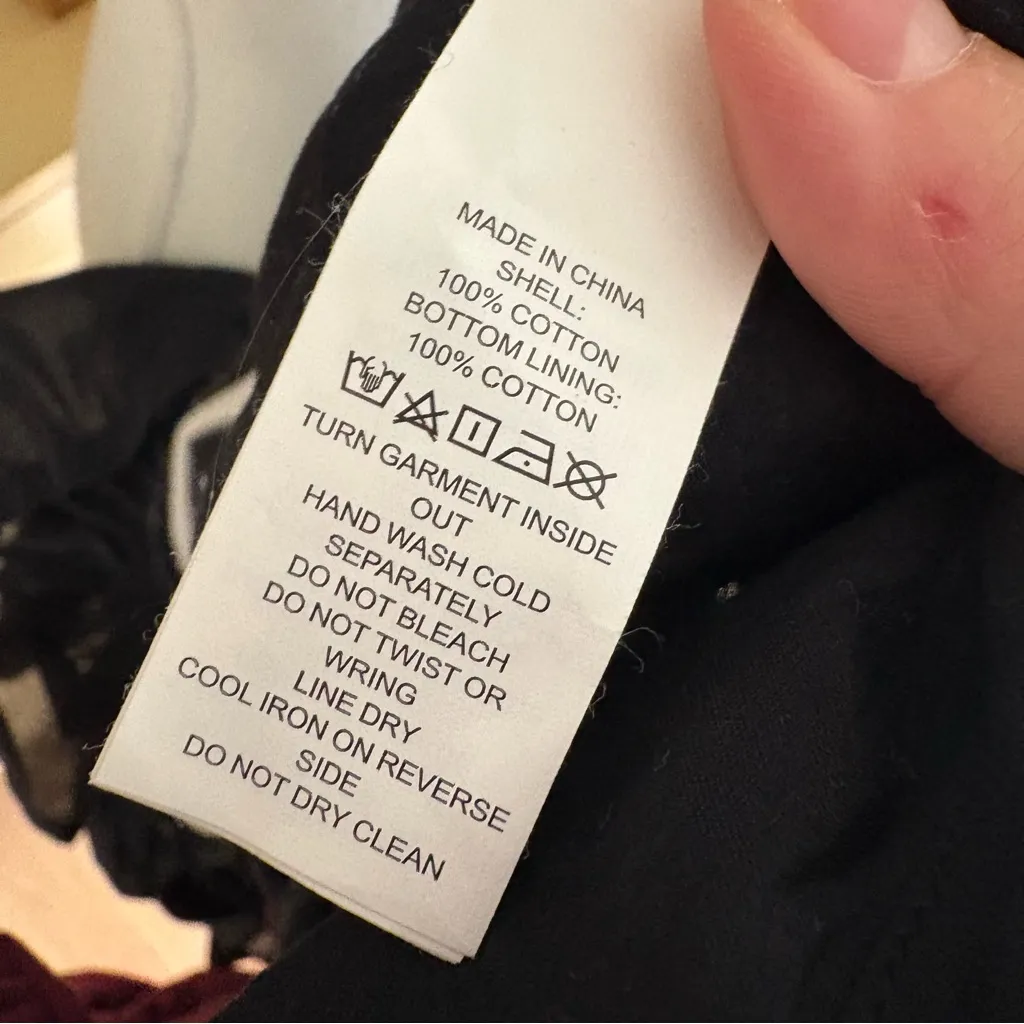 MADE IN CHINA
SHELL:
100% COTTON
BOTTOM LINING:
100% COTTON
TURN GARMENT INSIDE
OUT
HAND WASH COLD
SEPARATELY
DO NOT BLEACH
DO NOT TWIST OR
WRING
LINE DRY
COOL IRON ON REVERSE
SIDE
DO NOT DRY CLEAN